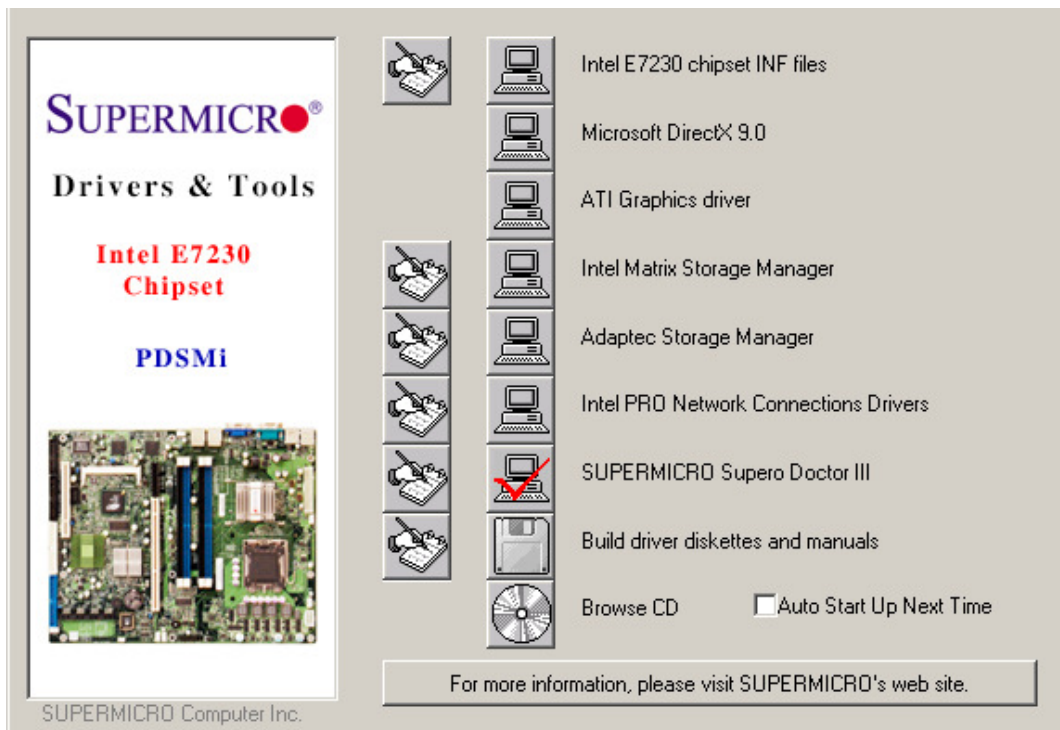 SUPERMICRO®
Drivers & Tools
Intel E7230
Chipset
PDSMi
SUPERMICRO Computer Inc.
Intel E7230 chipset INF files
Microsoft DirectX 9.0
ATI Graphics driver
Intel Matrix Storage Manager
Adaptec Storage Manager
Intel PRO Network Connections Drivers
SUPERMICRO Supero Doctor III
Build driver diskettes and manuals
Browse CD
Auto Start Up Next Time
For more information, please visit SUPERMICRO's web site.